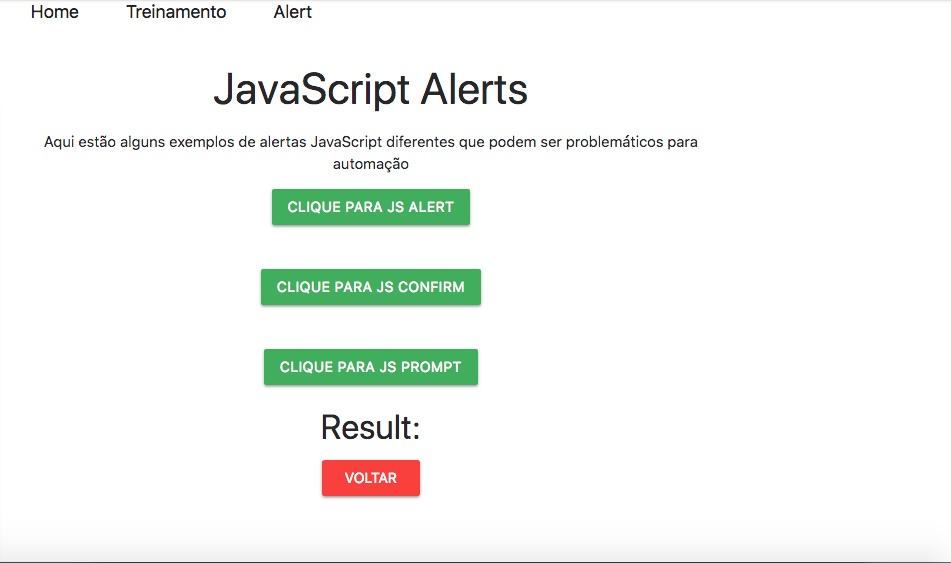 Home Treinamento Alert
JavaScript Alerts
Aqui estão alguns exemplos de alertas JavaScript diferentes que podem ser problemáticos para
automação
CLIQUE PARA JS ALERT
CLIQUE PARA JS CONFIRM
CLIQUE PARA JS PROMPT
Result:
VOLTAR